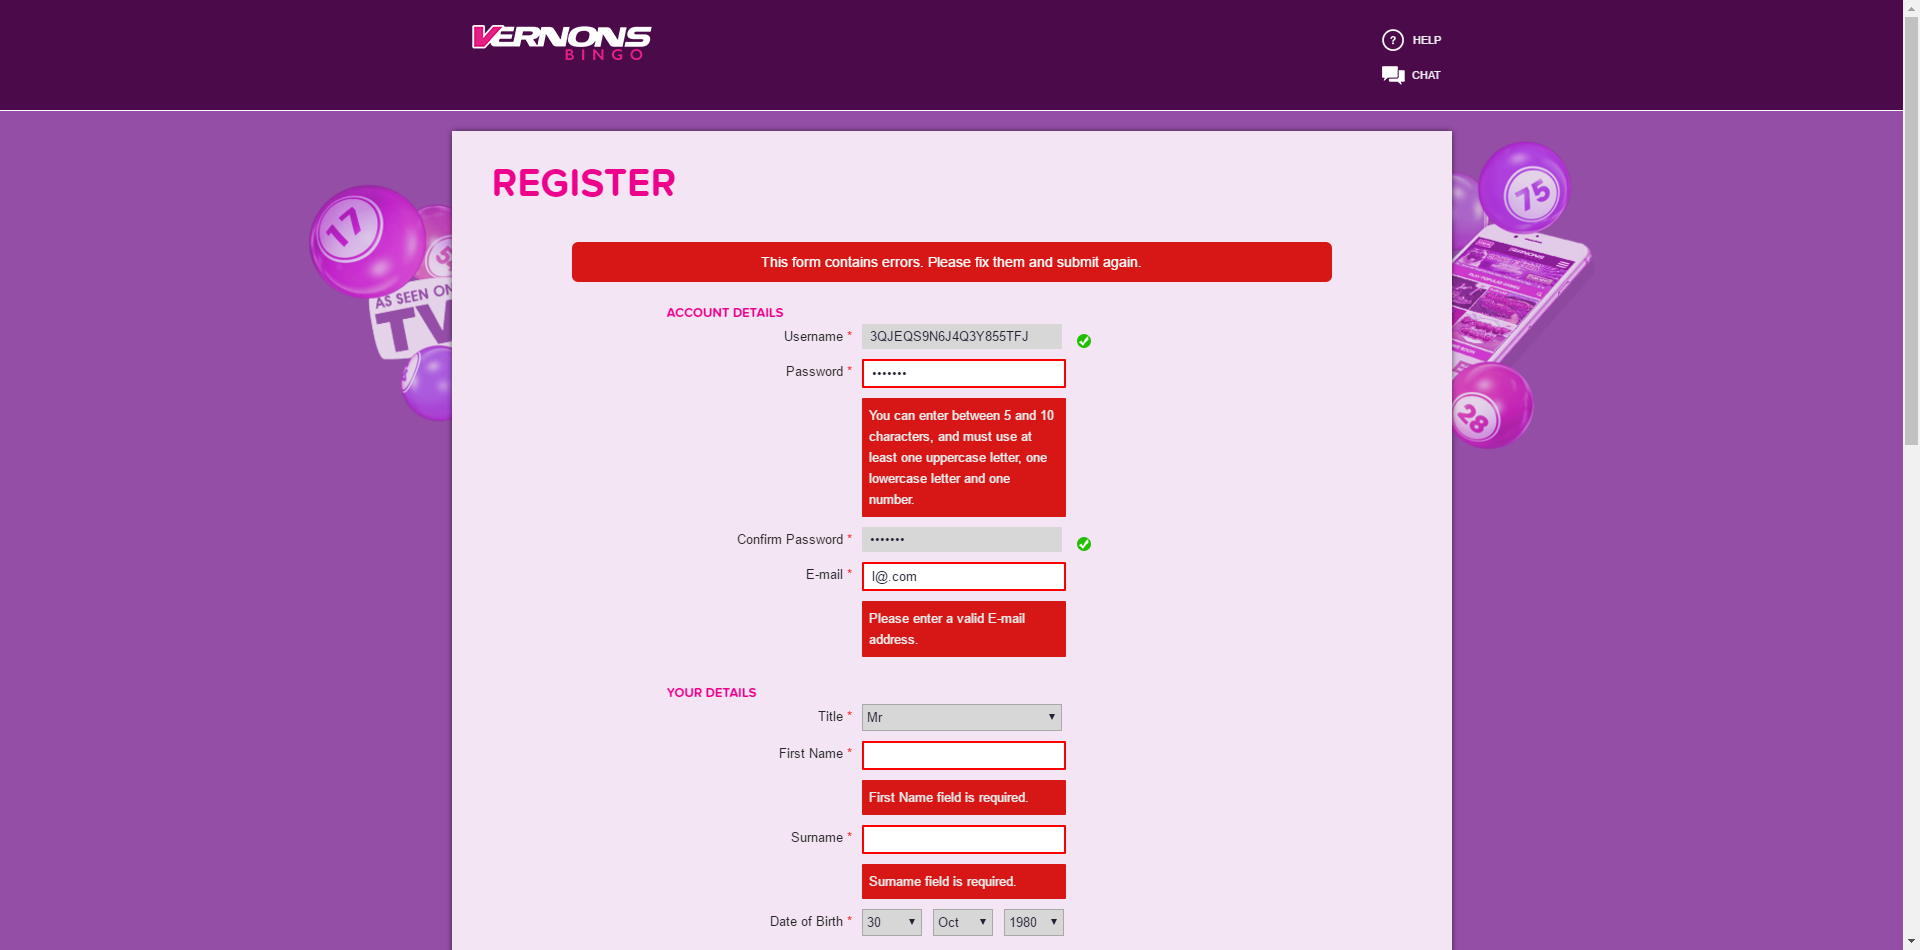 VERNONS
BINGO
? HELP
CHAT
REGISTER
17
75
AS SEEN ON
TV
28
This form contains errors. Please fix them and submit again.
ACCOUNT DETAILS
Username * 3QJEQS9N6J4Q3Y855TFJ
Password * •••••••
You can enter between 5 and 10
characters, and must use at
least one uppercase letter, one
lowercase letter and one
number.
Confirm Password * •••••••
E-mail * l@.com
Please enter a valid E-mail
address.
YOUR DETAILS
Title * Mr
First Name *
First Name field is required.
Surname *
Surname field is required.
Date of Birth * 30 Oct 1980